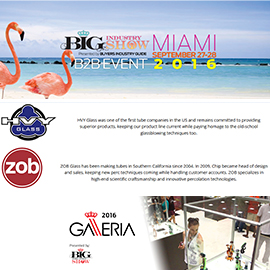 BIG INDUSTRY SHOW MIAMI
Presented by BUYERS INDUSTRY GUIDE
SEPTEMBER 27-28
B2B EVENT 2016
HVY GLASS
HVY Glass was one of the first tube companies in the US and remains committed to providing
superior products, keeping our product line current while paying homage to the old-school
glassblowing techniques too.
zob
ZOB Glass has been making tubes in Southern California since 2004. In 2009, Chip became head of design
and sales, keeping new perc techniques coming while handling customer accounts. ZOB specializes in
high-end scientific craftsmanship and innovative percolation technologies.
2016
GALLERIA
Presented by
BIG INDUSTRY SHOW